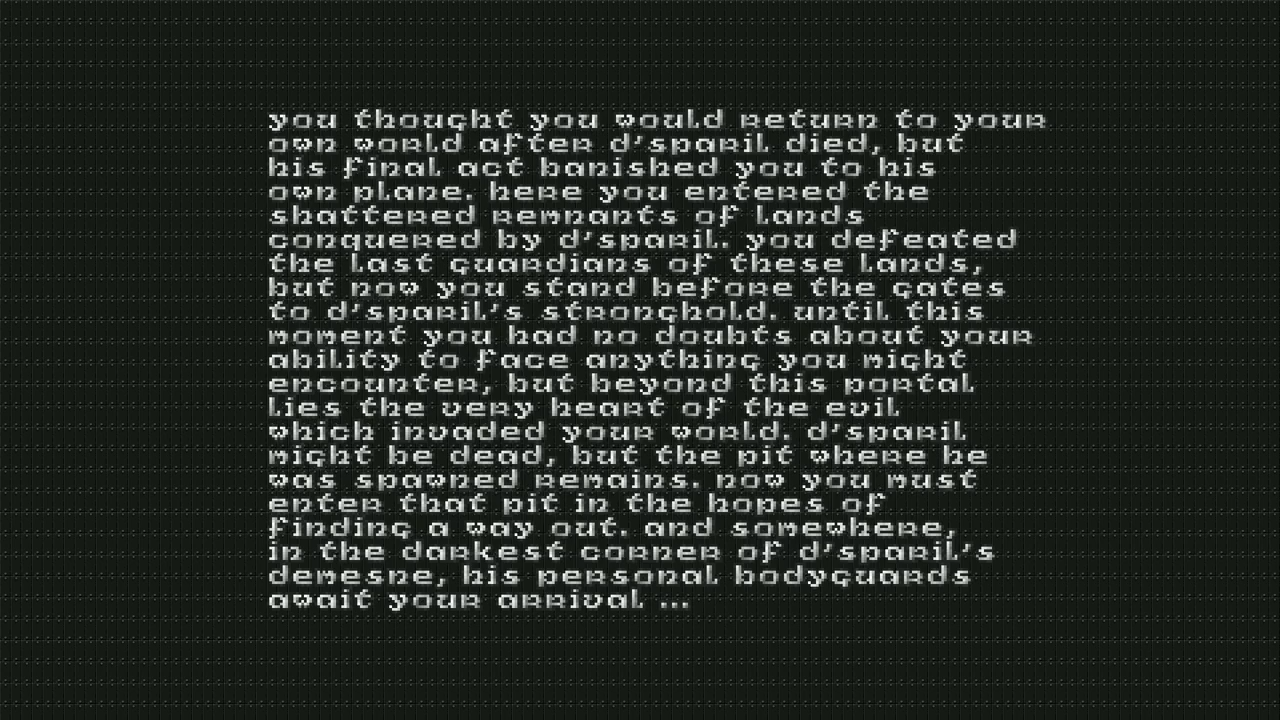 you thought you would return to your
own world after d'sparil died, but
his final act banished you to his
own plane. here you entered the
shattered remnants of lands
conquered by d'sparil. you defeated
the last guardians of these lands,
but now you stand before the gates
to d'sparil's stronghold. until this
moment you had no doubts about your
ability to face anything you might
encounter, but beyond this portal
lies the very heart of the evil
which invaded your world. d'sparil
might be dead, but the pit where he
was spawned remains. now you must
enter that pit in the hopes of
finding a way out. and somewhere,
in the darkest corner of d'sparil's
demesne, his personal bodyguards
await your arrival ...